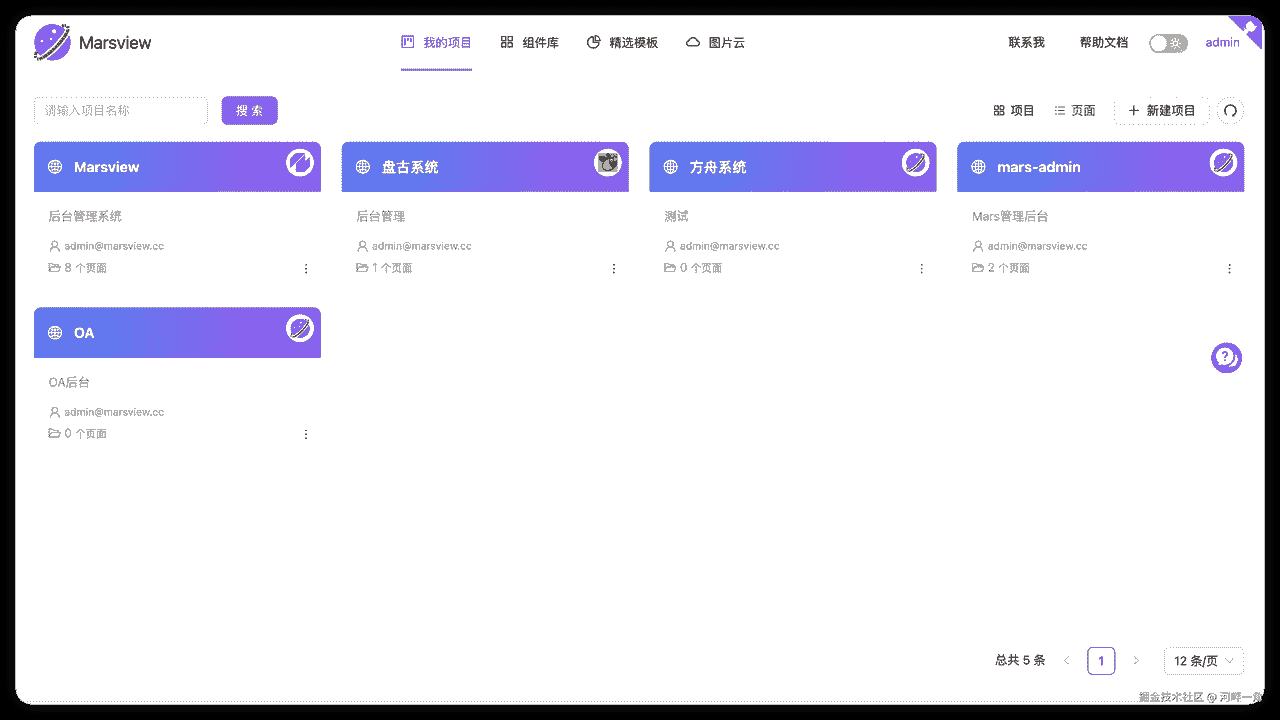 Marsview
我的项目 组件库 精选模板 图片云
联系我 帮助文档 admin
请输入项目名称 搜索
项目 页面 + 新建项目
Marsview 盘古系统 方舟系统 mars-admin
后台管理系统 后台管理 测试 Mars管理后台
admin@marsview.cc admin@marsview.cc admin@marsview.cc admin@marsview.cc
8 个页面 1 个页面 0 个页面 2 个页面
OA
OA后台
admin@marsview.cc
0 个页面
总共 5 条 < 1 > 12 条/页
掘金技术社区 @ 河畔一角